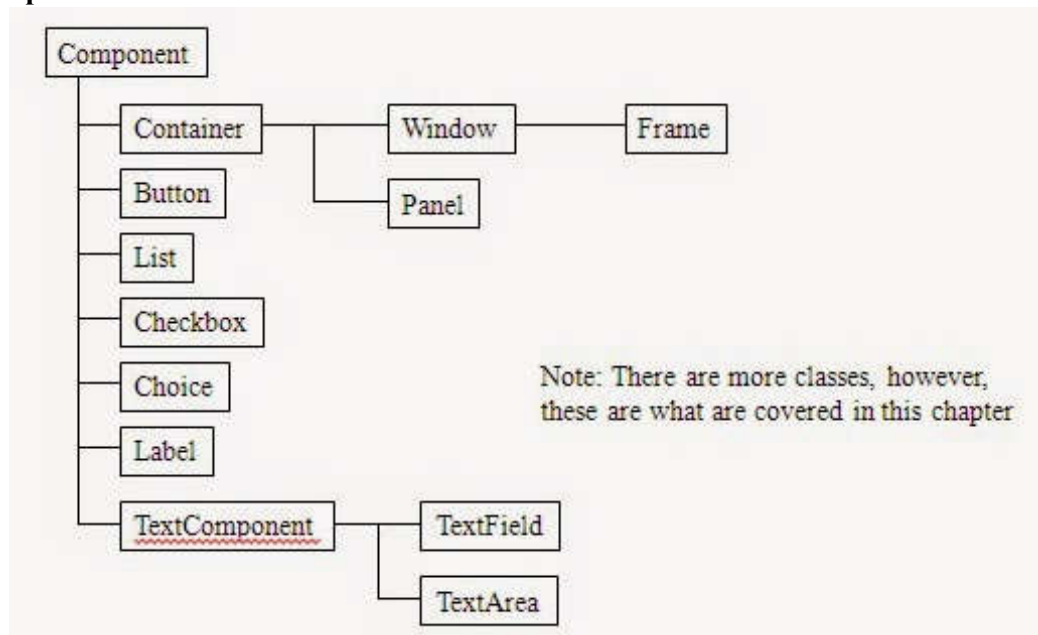 Component
Container
Window
Frame
Button
Panel
List
Checkbox
Choice
Note: There are more classes, however,
these are what are covered in this chapter
Label
TextComponent
TextField
TextArea